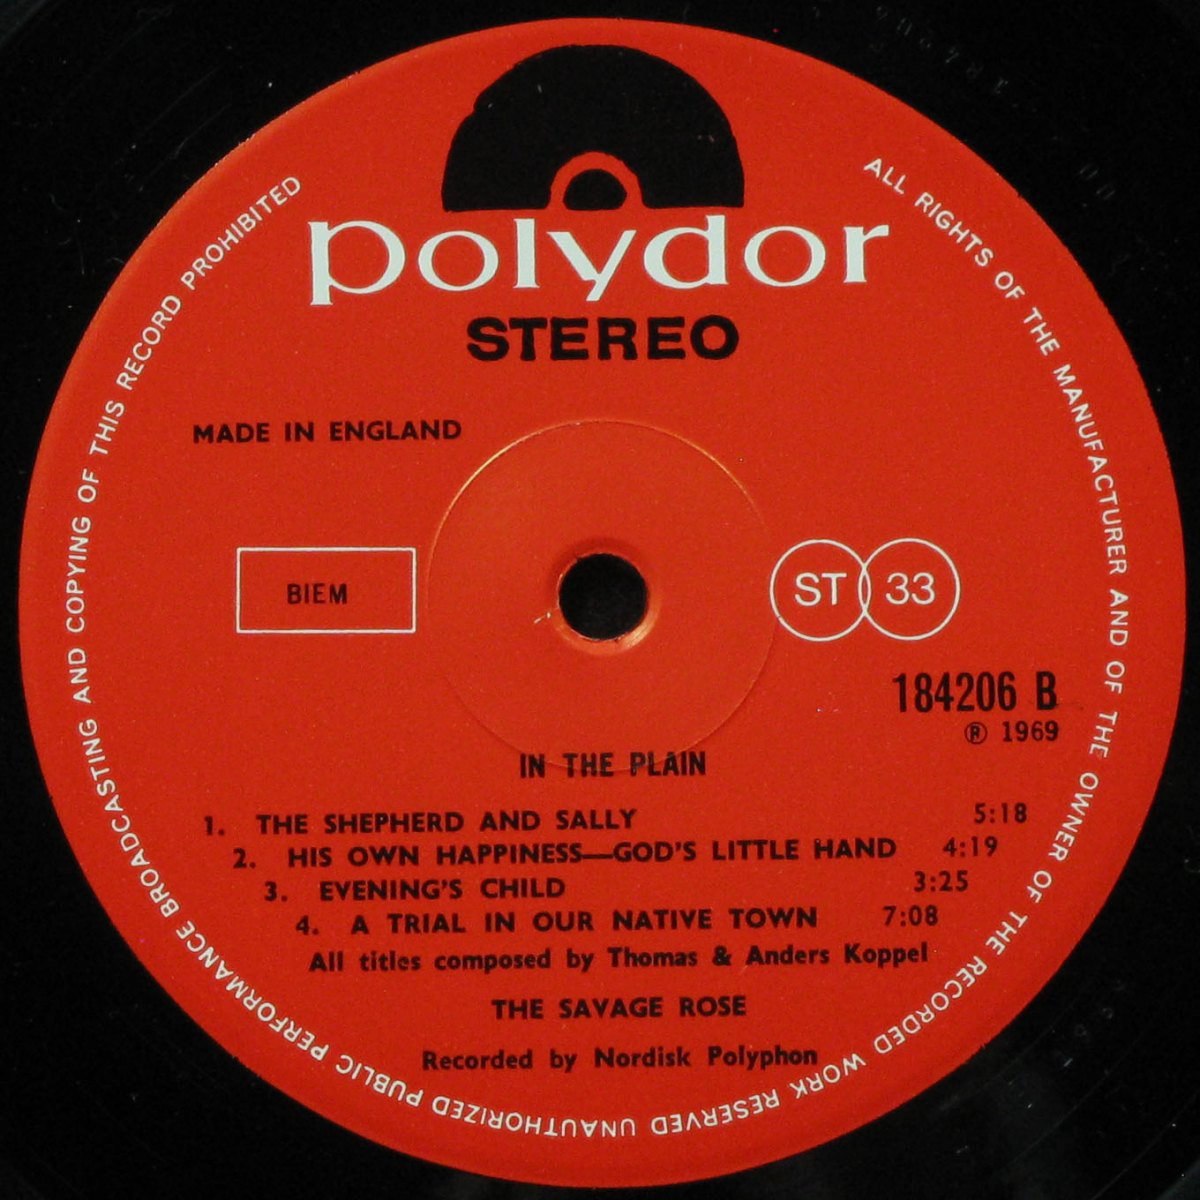 polydor
STEREO
MADE IN ENGLAND
BIEM
ST 33
184206 B
Ⓡ 1969
IN THE PLAIN
1. THE SHEPHERD AND SALLY 5:18
2. HIS OWN HAPPINESS—GOD'S LITTLE HAND 4:19
3. EVENING'S CHILD 3:25
4. A TRIAL IN OUR NATIVE TOWN 7:08
All titles composed by Thomas & Anders Koppel
THE SAVAGE ROSE
Recorded by Nordisk Polyphon
ALL RIGHTS OF THE MANUFACTURER AND OF THE OWNER OF THE RECORDED WORK RESERVED UNAUTHORIZED PUBLIC PERFORMANCE BROADCASTING AND COPYING OF THIS RECORD PROHIBITED